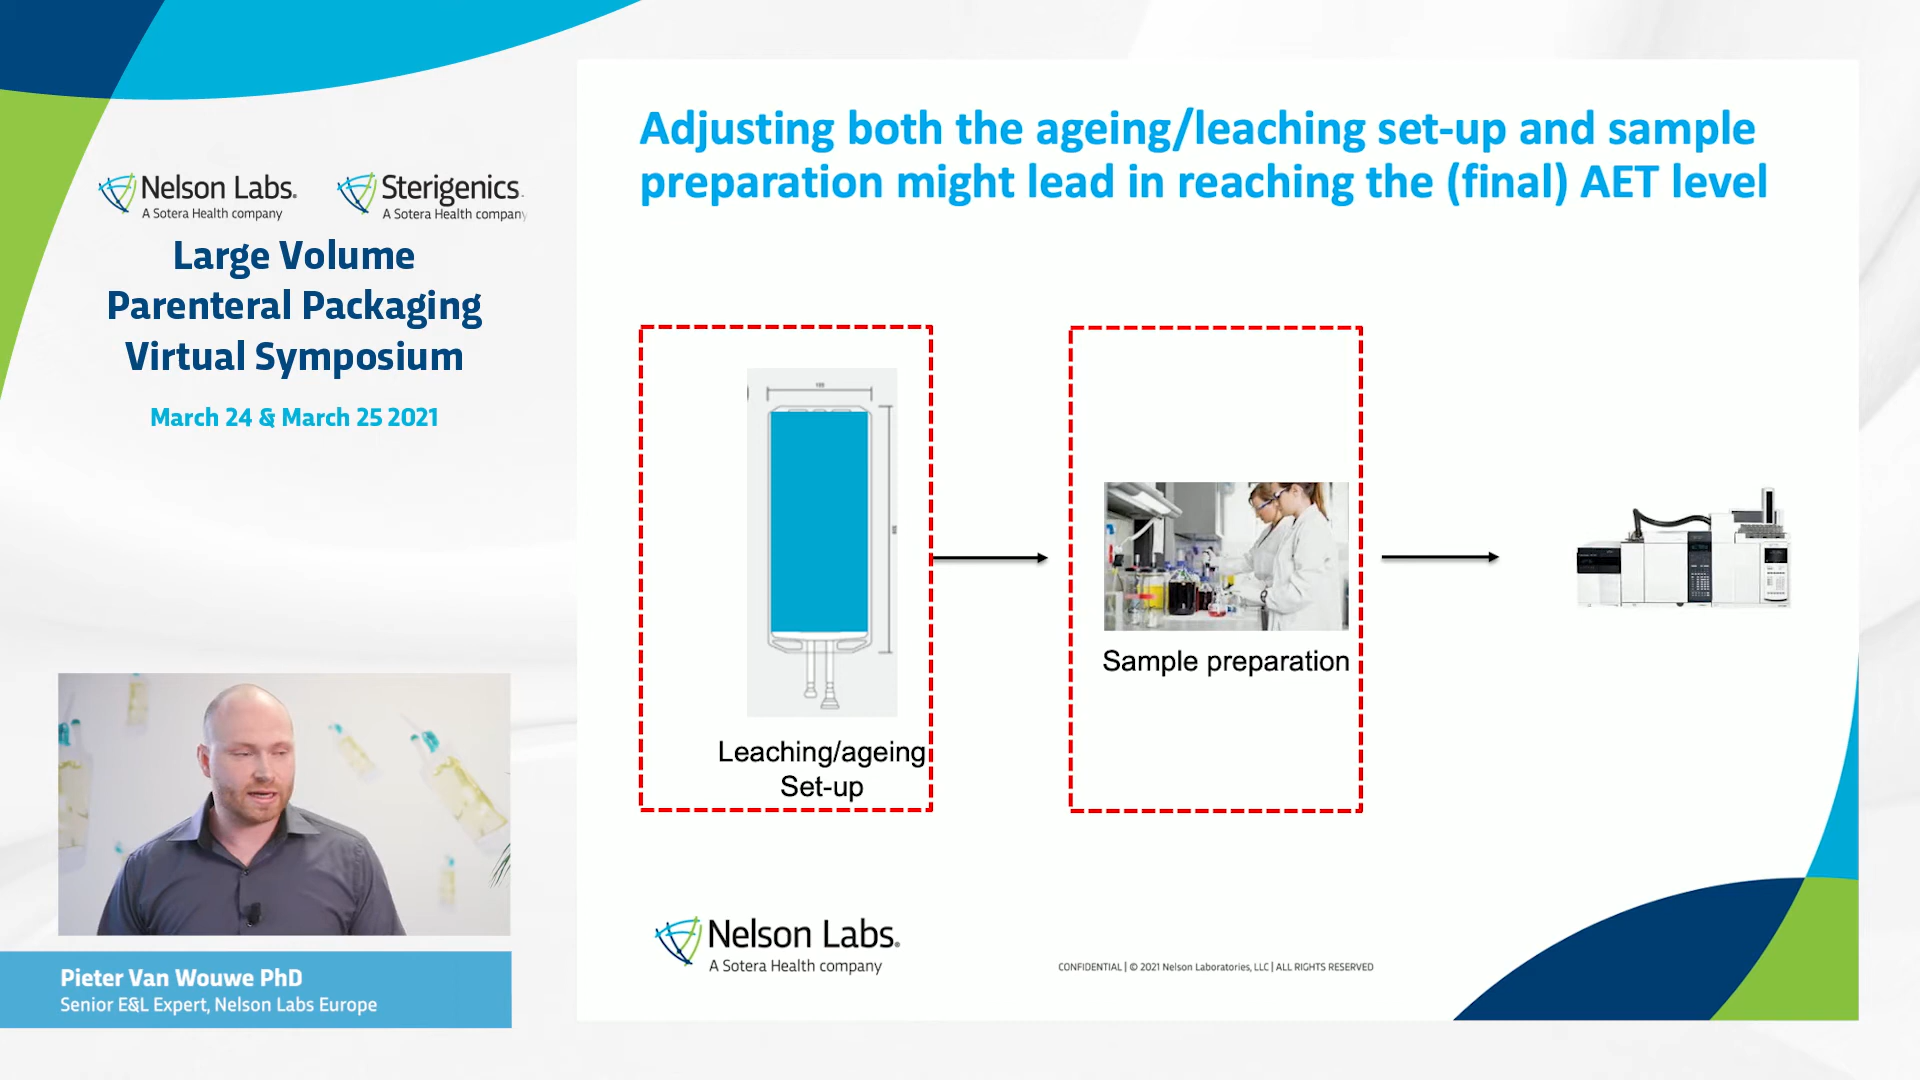 Nelson Labs.
A Sotera Health company
Sterigenics.
A Sotera Health company
Large Volume
Parenteral Packaging
Virtual Symposium
March 24 & March 25 2021
Pieter Van Wouwe PhD
Senior E&L Expert, Nelson Labs Europe
Adjusting both the ageing/leaching set-up and sample
preparation might lead in reaching the (final) AET level
Leaching/ageing
Set-up
Sample preparation
Nelson Labs®
A Sotera Health company
CONFIDENTIAL | © 2021 Nelson Laboratories, LLC | ALL RIGHTS RESERVED